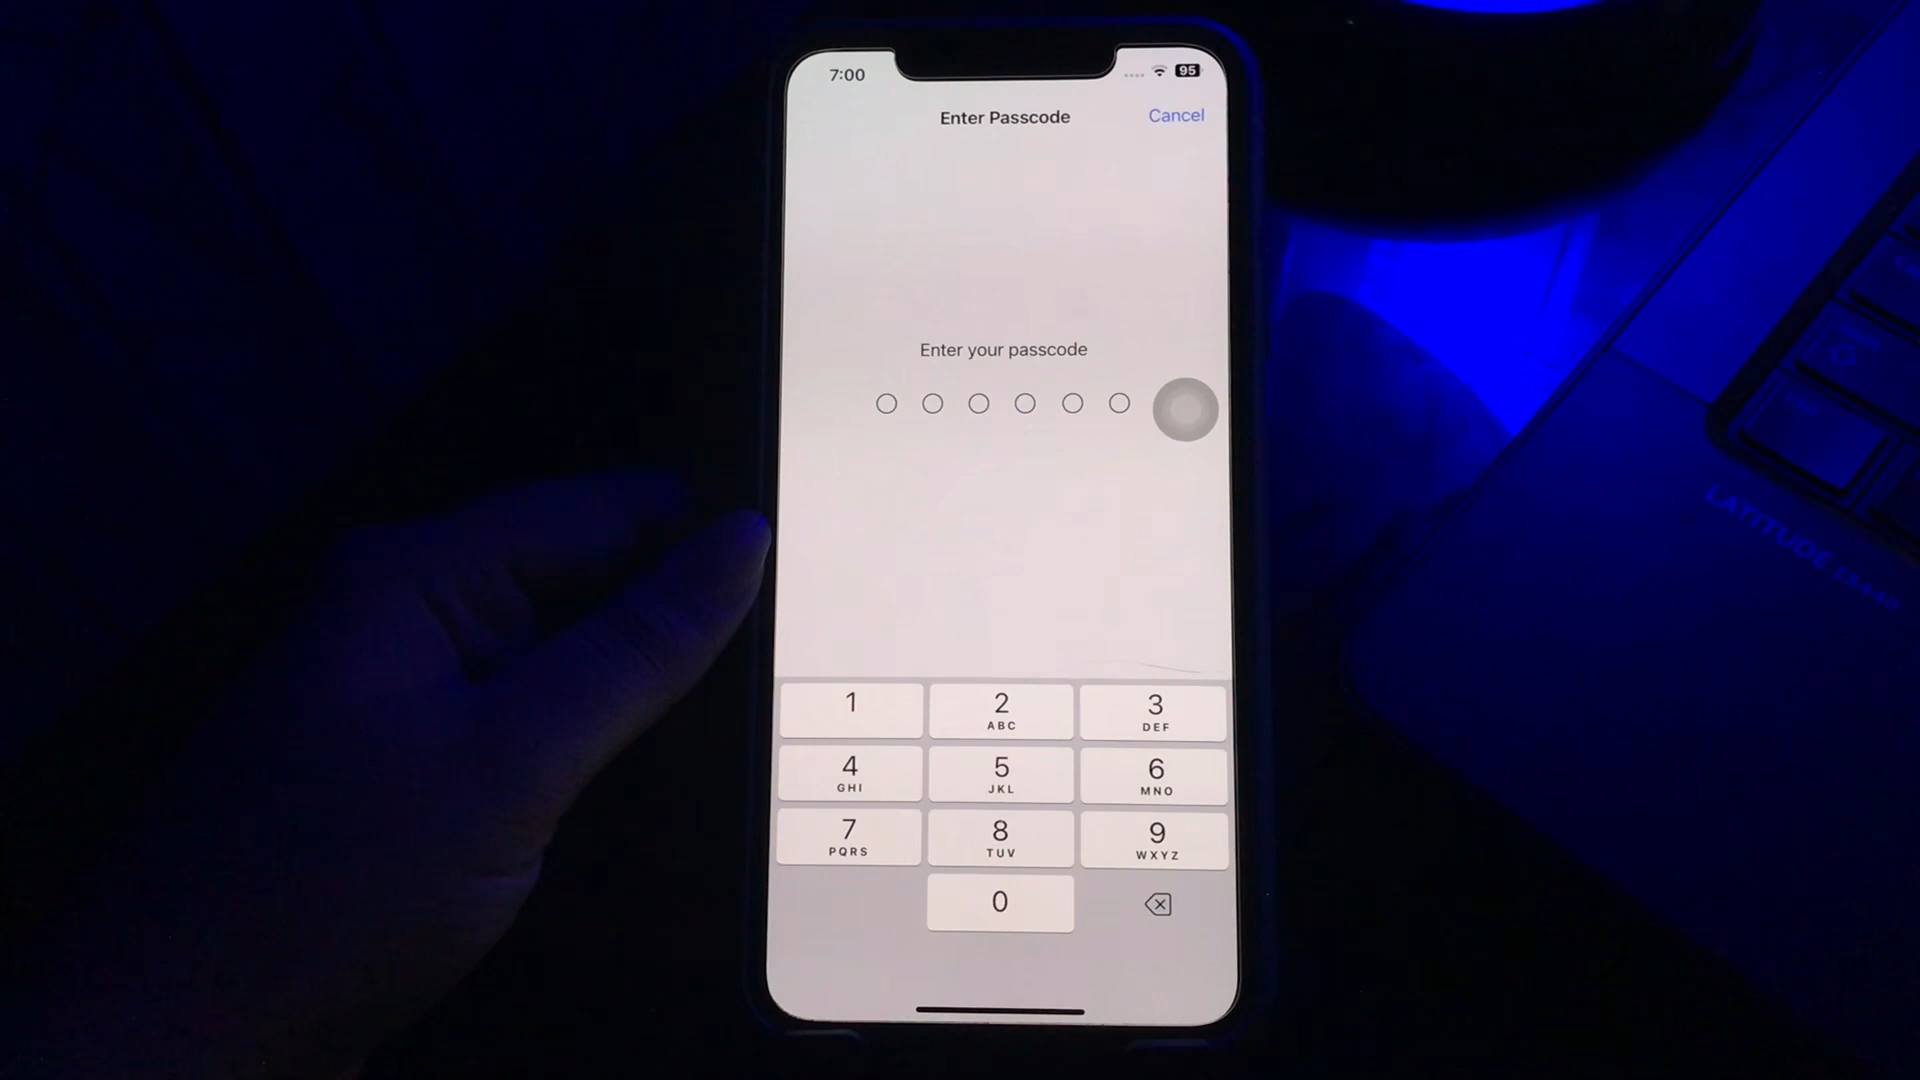 7:00
95
Enter Passcode
Cancel
Enter your passcode
1
2
ABC
3
DEF
4
GHI
5
JKL
6
MNO
7
PQRS
8
TUV
9
WXYZ
0
LATITUDE